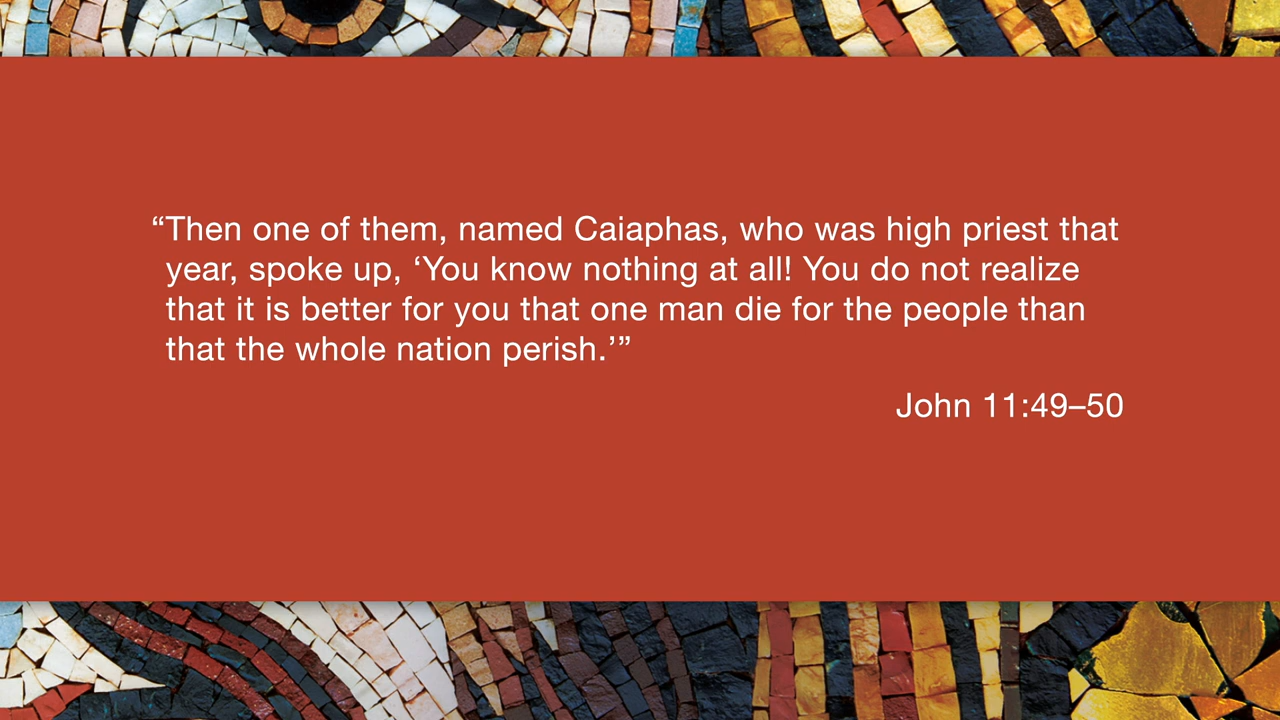 “Then one of them, named Caiaphas, who was high priest that
year, spoke up, ‘You know nothing at all! You do not realize
that it is better for you that one man die for the people than
that the whole nation perish.’”
John 11:49–50